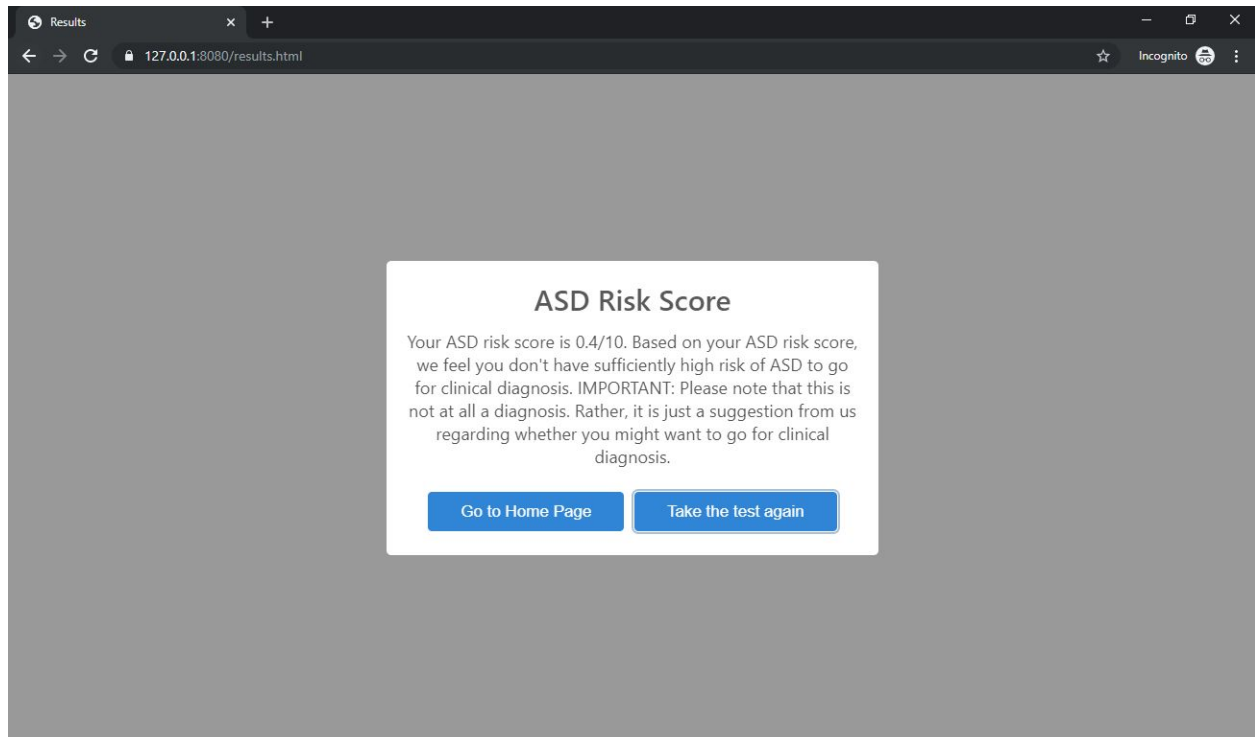 Results
127.0.0.1:8080/results.html
Incognito
ASD Risk Score
Your ASD risk score is 0.4/10. Based on your ASD risk score,
we feel you don't have sufficiently high risk of ASD to go
for clinical diagnosis. IMPORTANT: Please note that this is
not at all a diagnosis. Rather, it is just a suggestion from us
regarding whether you might want to go for clinical
diagnosis.
Go to Home Page
Take the test again